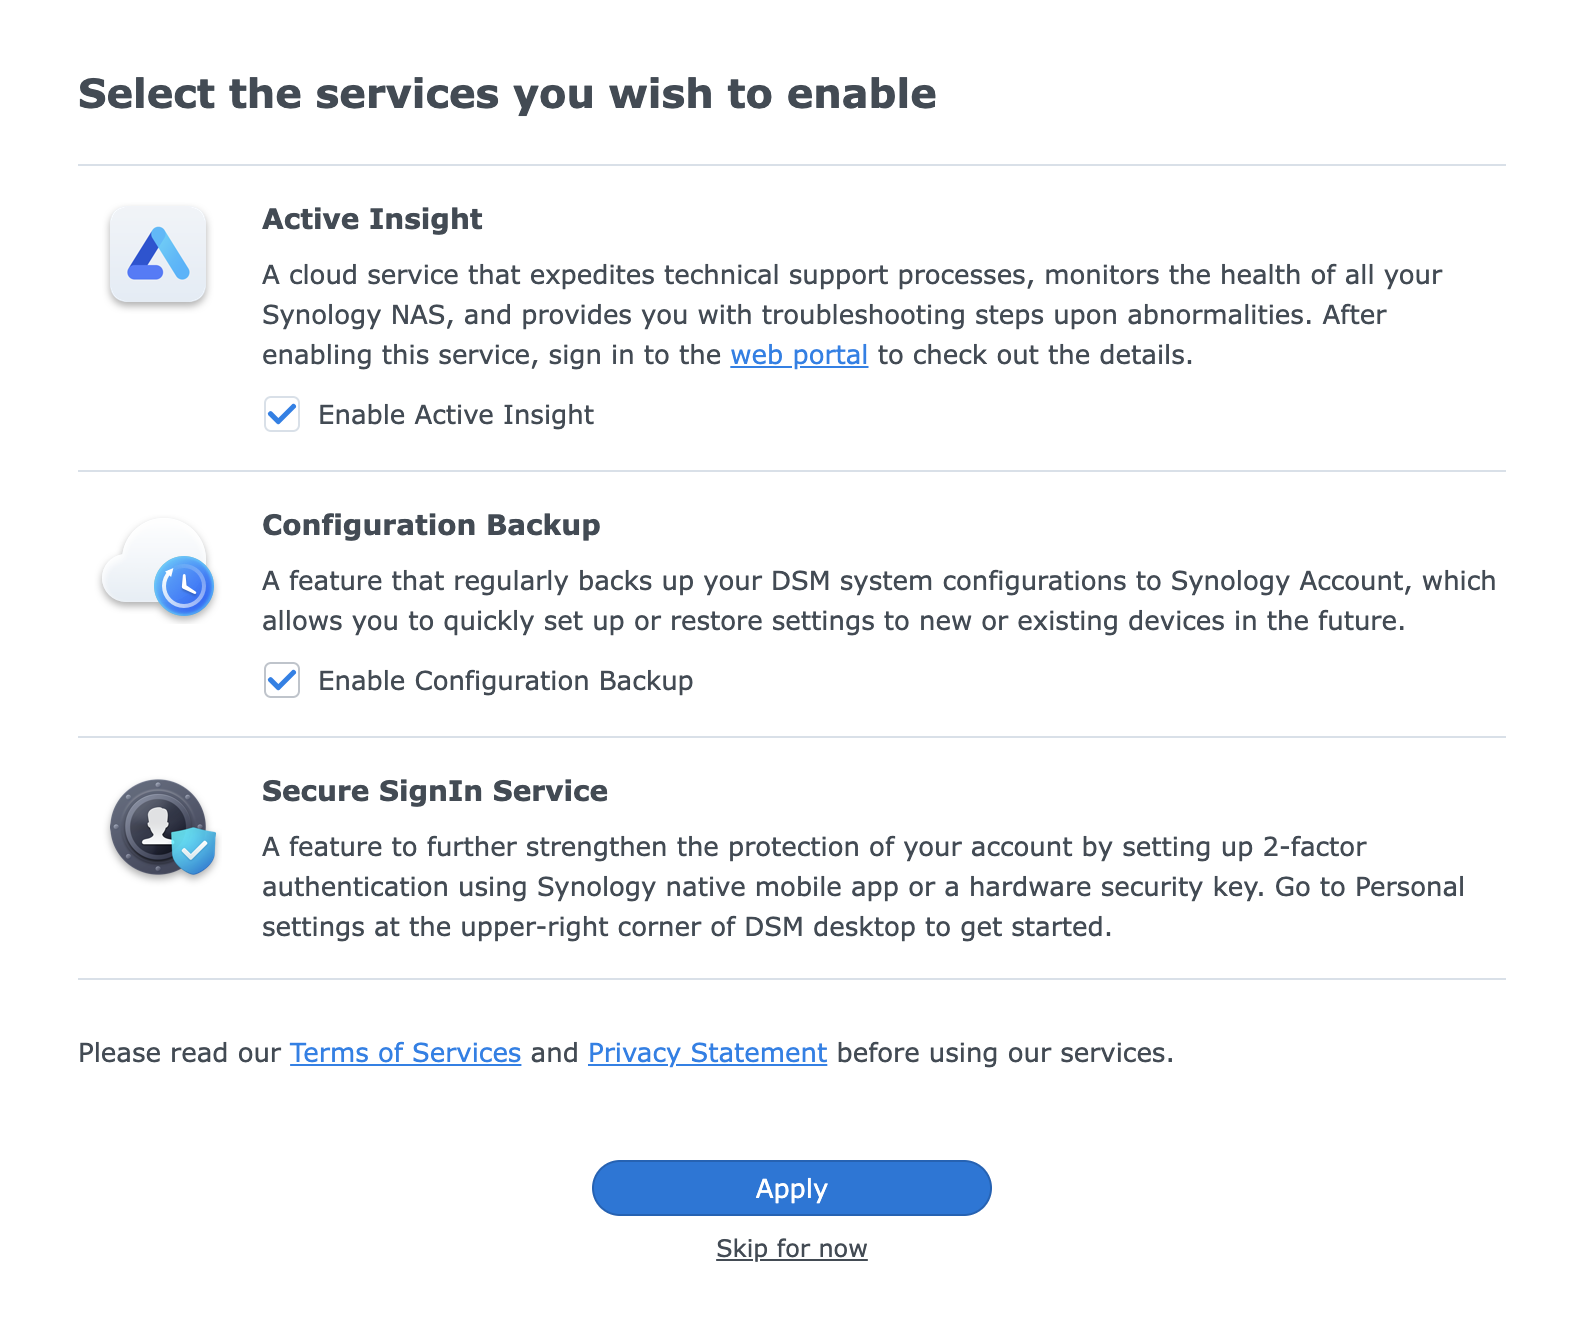 Select the services you wish to enable
Active Insight
A cloud service that expedites technical support processes, monitors the health of all your
Synology NAS, and provides you with troubleshooting steps upon abnormalities. After
enabling this service, sign in to the web portal to check out the details.
Enable Active Insight
Configuration Backup
A feature that regularly backs up your DSM system configurations to Synology Account, which
allows you to quickly set up or restore settings to new or existing devices in the future.
Enable Configuration Backup
Secure SignIn Service
A feature to further strengthen the protection of your account by setting up 2-factor
authentication using Synology native mobile app or a hardware security key. Go to Personal
settings at the upper-right corner of DSM desktop to get started.
Please read our Terms of Services and Privacy Statement before using our services.
Apply
Skip for now